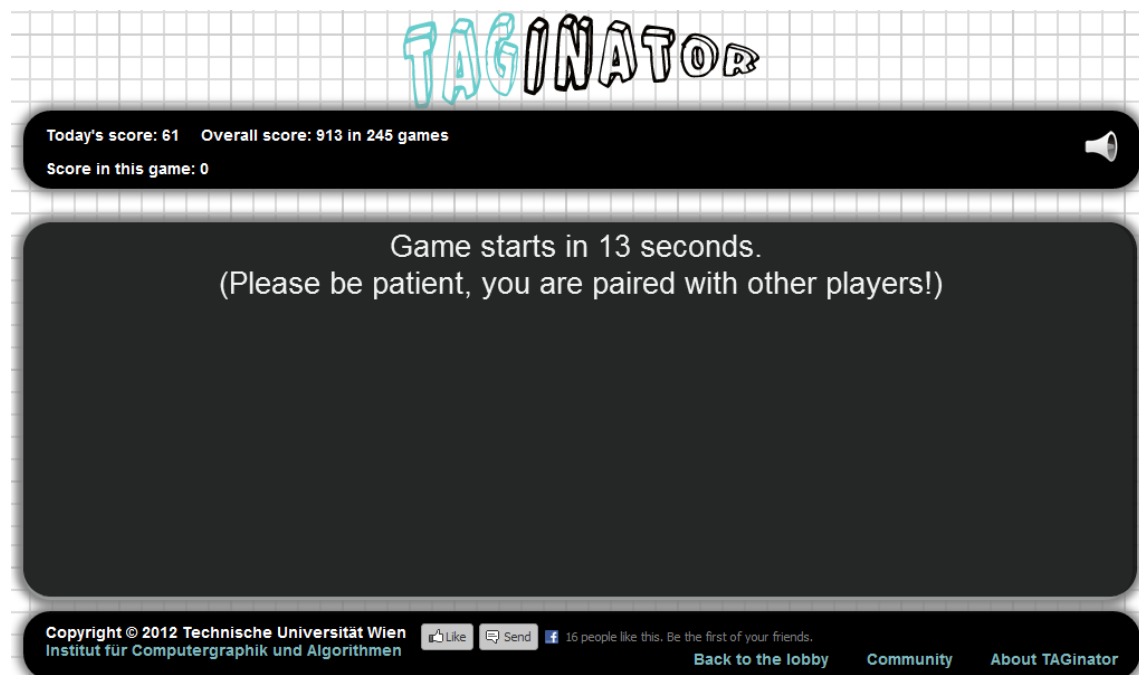 TAGINATOR
Today's score: 61 Overall score: 913 in 245 games
Score in this game: 0
Game starts in 13 seconds.
(Please be patient, you are paired with other players!)
Copyright © 2012 Technische Universität Wien
Institut für Computergraphik und Algorithmen
Like Send f 16 people like this. Be the first of your friends.
Back to the lobby Community About TAGinator